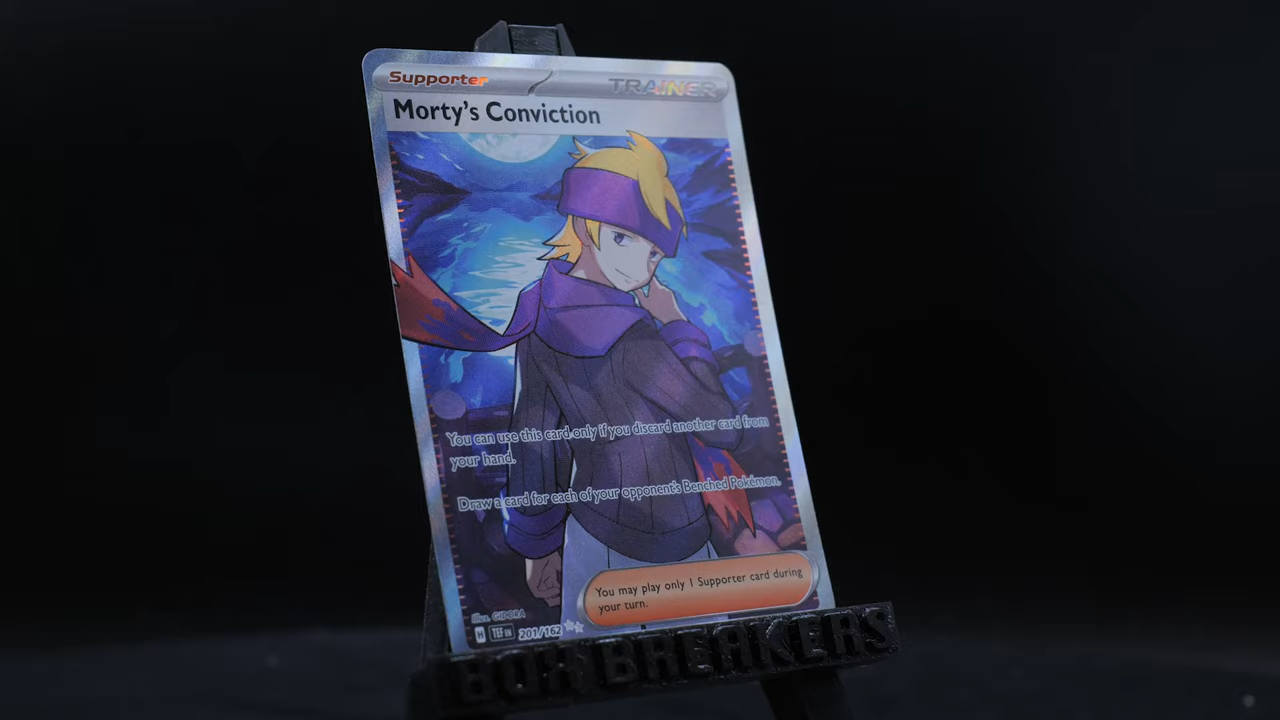 Supporter TRAINER
Morty's Conviction
You can use this card only if you discard another card from
your hand.
Draw a card for each of your opponent's Benched Pokémon.
You may play only 1 Supporter card during
your turn.
Illus. GIDORA
H TEF EN 201/162
BOX BREAKERS